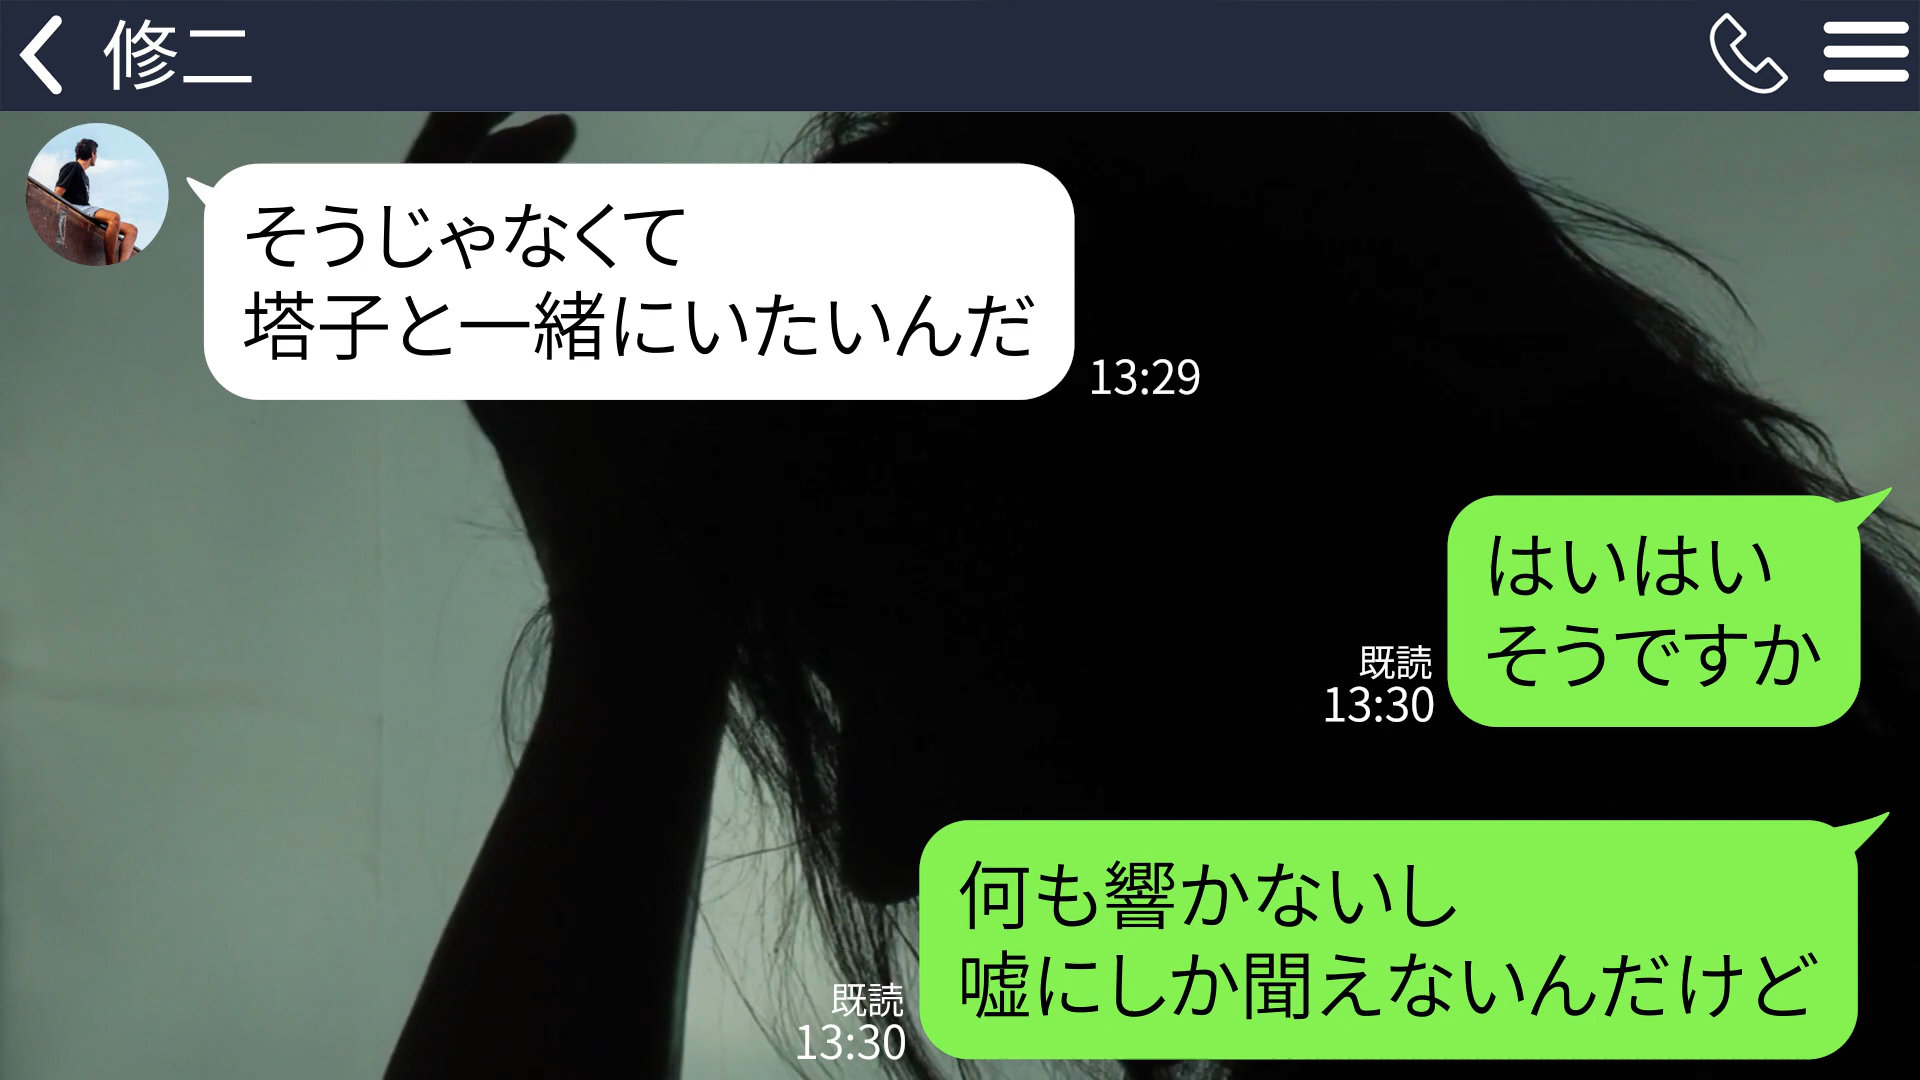 修二
そうじゃなくて
塔子と一緒にいたいんだ
13:29
はいはい
そうですか
既読
13:30
何も響かないし
嘘にしか聞えないんだけど
既読
13:30